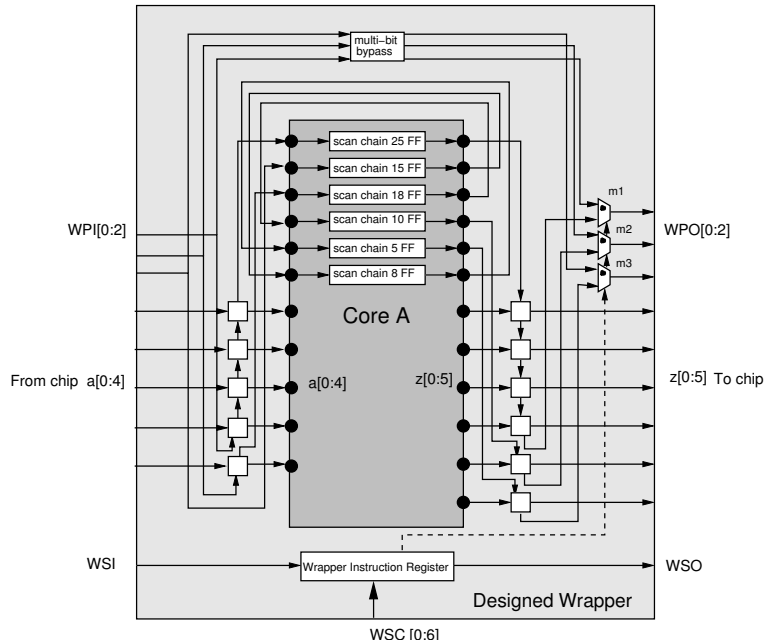 multi-bit
bypass
scan chain 25 FF
scan chain 15 FF
scan chain 18 FF
scan chain 10 FF
scan chain 5 FF
scan chain 8 FF
m1
m2
m3
WPI[0:2]
WPO[0:2]
Core A
From chip a[0:4]
a[0:4]
z[0:5]
z[0:5] To chip
WSI
Wrapper Instruction Register
WSO
Designed Wrapper
WSC [0:6]